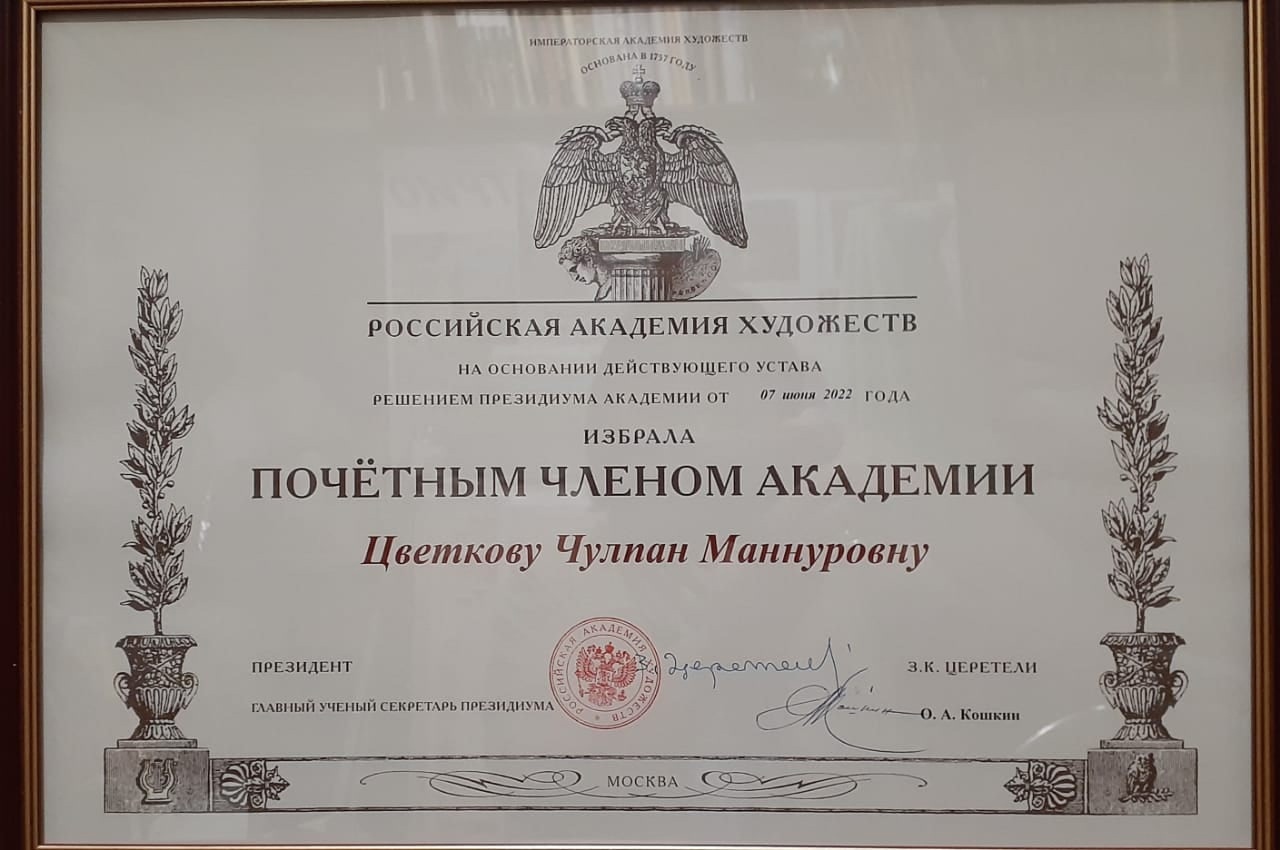 ИМПЕРАТОРСКАЯ АКАДЕМИЯ ХУДОЖЕСТВ
ОСНОВАНА В 1757 ГОДУ
РОССИЙСКАЯ АКАДЕМИЯ ХУДОЖЕСТВ
НА ОСНОВАНИИ ДЕЙСТВУЮЩЕГО УСТАВА
РЕШЕНИЕМ ПРЕЗИДИУМА АКАДЕМИИ ОТ 07 июня 2022 ГОДА
ИЗБРАЛА
ПОЧЁТНЫМ ЧЛЕНОМ АКАДЕМИИ
Цветкову Чулпан Маннуровну
РОССИЙСКАЯ АКАДЕМИЯ ХУДОЖЕСТВ
ПРЕЗИДЕНТ З.К. ЦЕРЕТЕЛИ
ГЛАВНЫЙ УЧЕНЫЙ СЕКРЕТАРЬ ПРЕЗИДИУМА О. А. Кошкин
МОСКВА